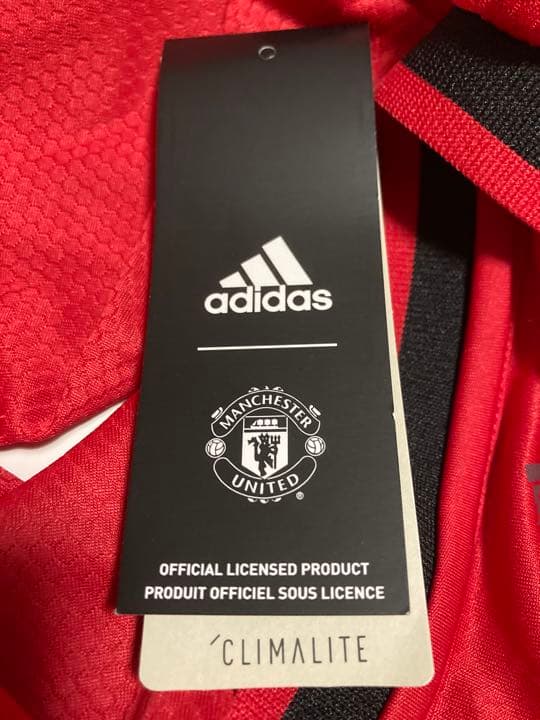 adidas
MANCHESTER
UNITED
®
OFFICIAL LICENSED PRODUCT
PRODUIT OFFICIEL SOUS LICENCE
´CLIMALITE